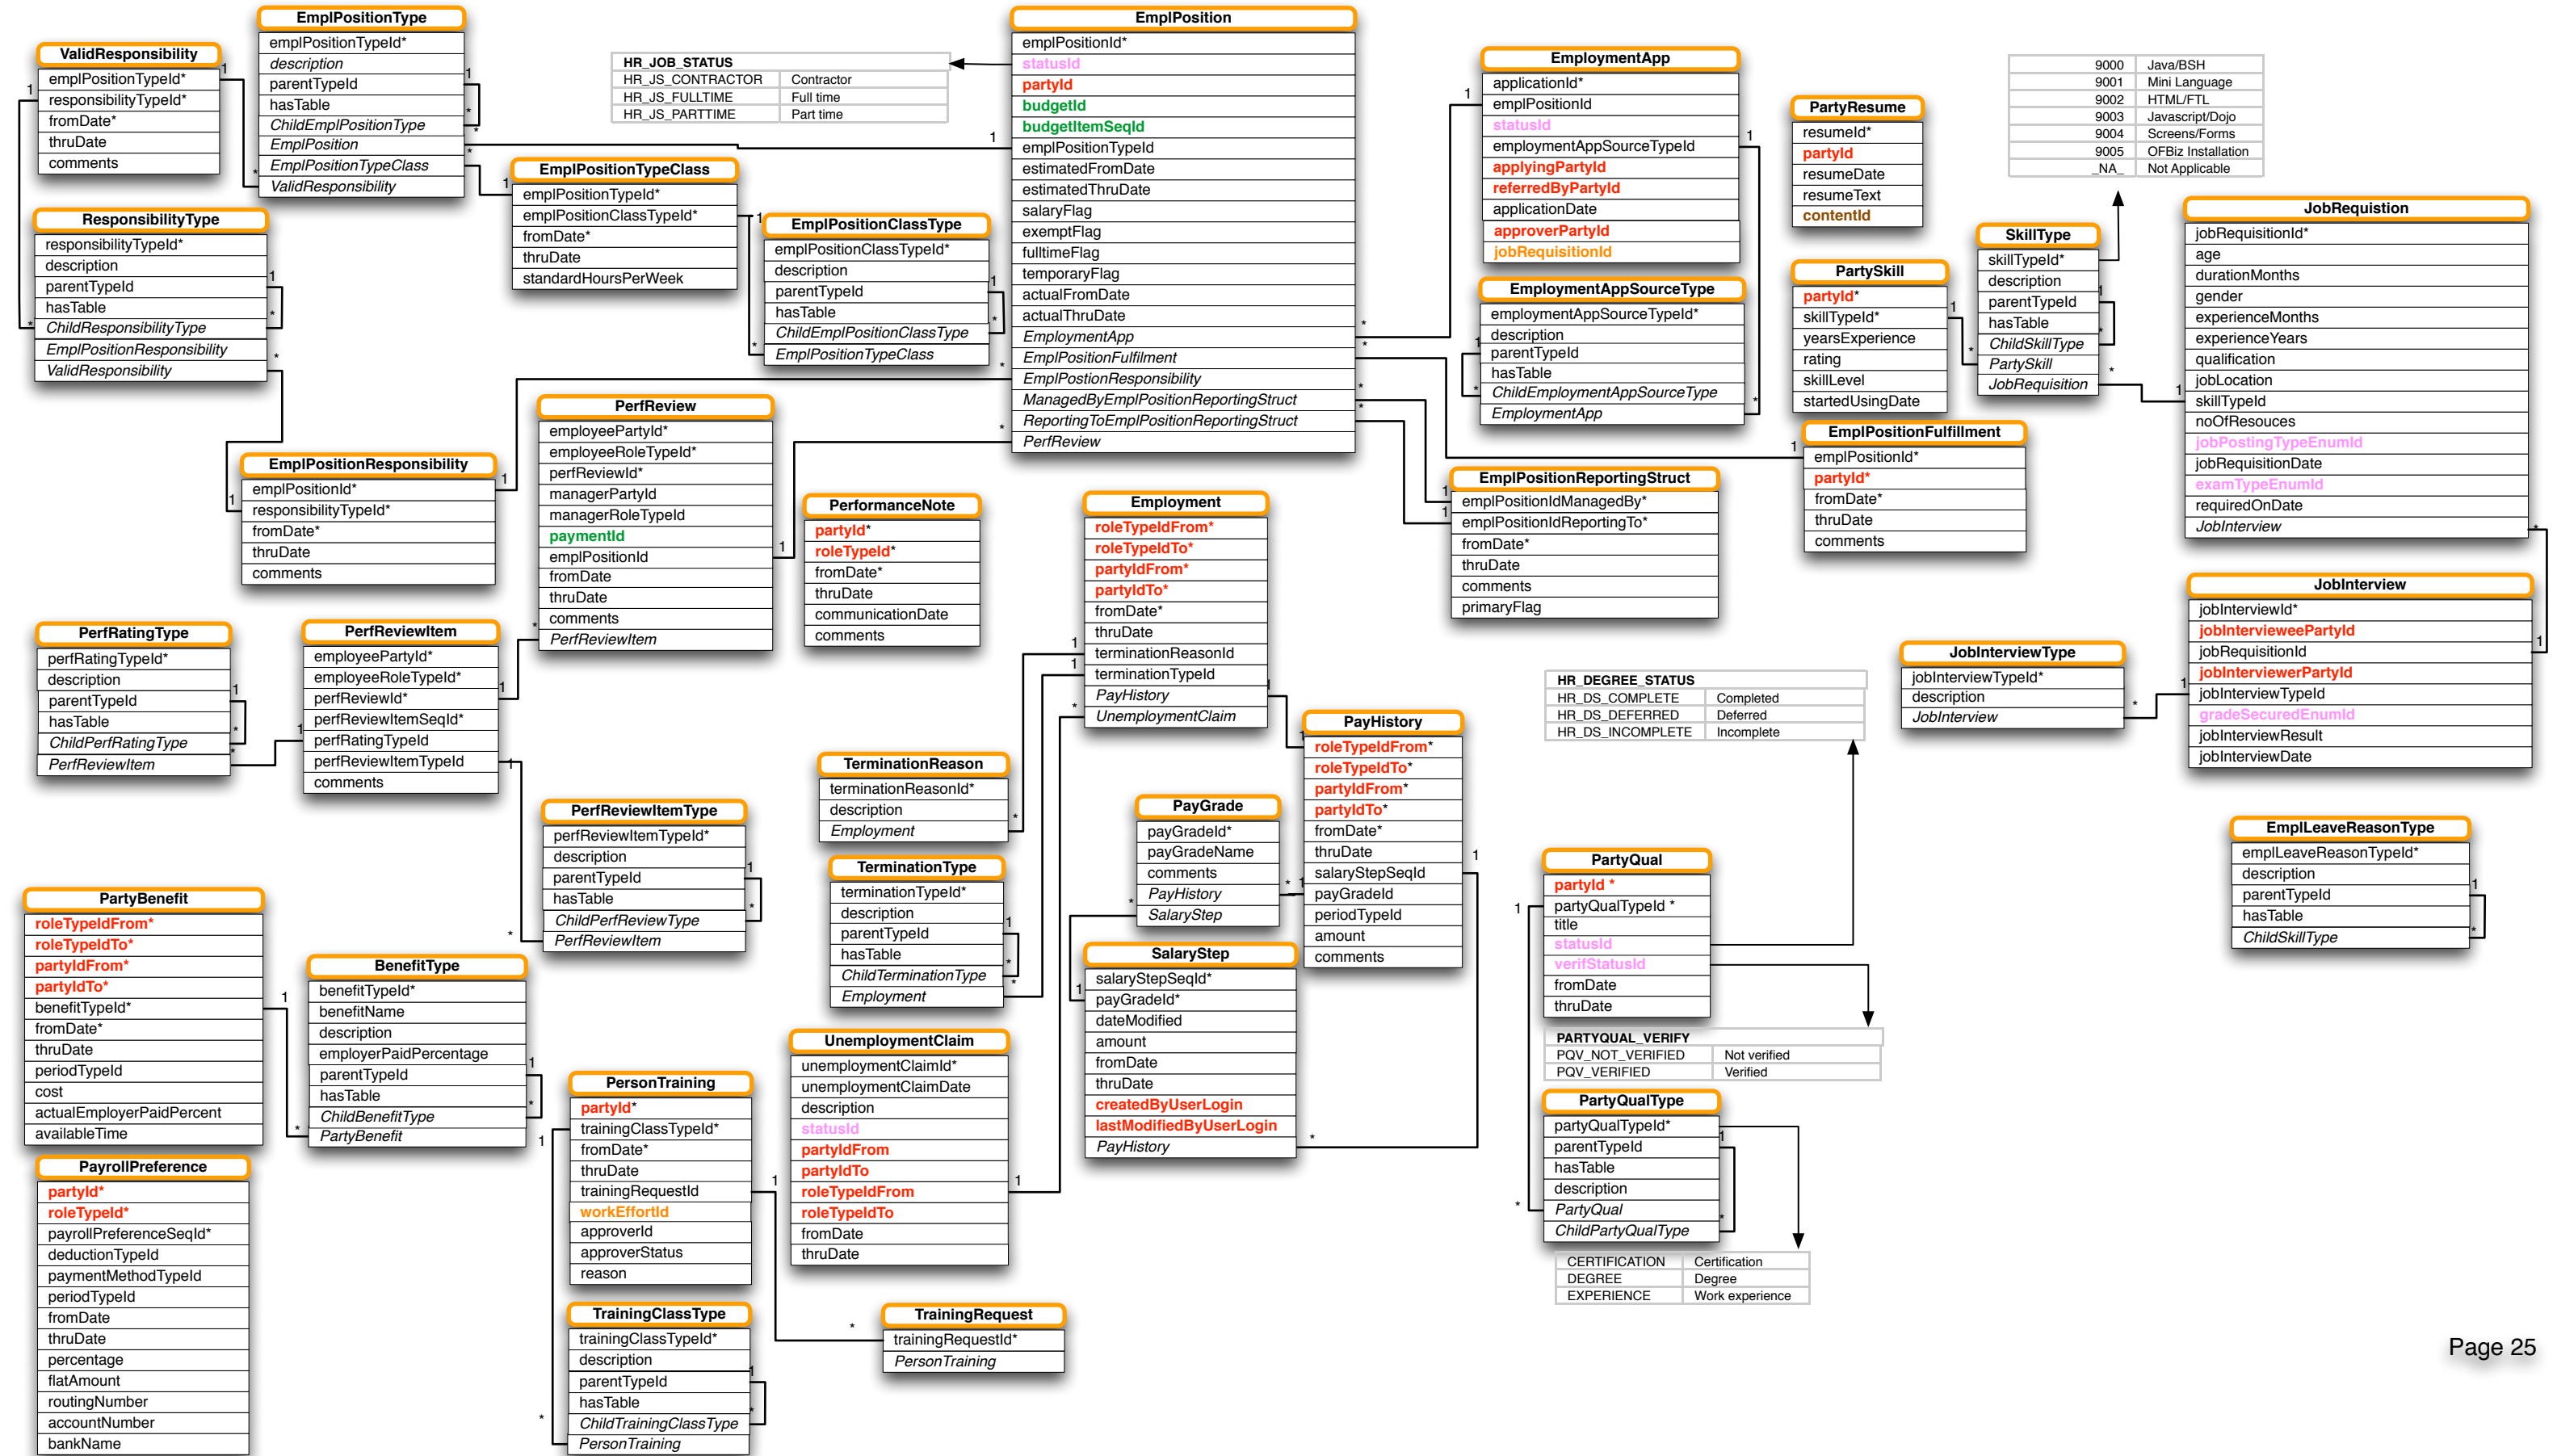 EmplPositionType
emplPositionTypeId*
description
parentTypeId
hasTable
ChildEmplPositionType
EmplPosition
EmplPositionTypeClass
ValidResponsibility
ValidResponsibility
emplPositionTypeId*
responsibilityTypeId*
fromDate*
thruDate
comments
ResponsibilityType
responsibilityTypeId*
description
parentTypeId
hasTable
ChildResponsibilityType
EmplPositionResponsibility
ValidResponsibility
HR_JOB_STATUS
HR_JS_CONTRACTOR Contractor
HR_JS_FULLTIME Full time
HR_JS_PARTTIME Part time
EmplPositionTypeClass
emplPositionTypeId*
emplPositionClassTypeId*
fromDate*
thruDate
standardHoursPerWeek
EmplPositionClassType
emplPositionClassTypeId*
description
parentTypeId
hasTable
ChildEmplPositionClassType
EmplPositionTypeClass
EmplPosition
emplPositionId*
statusId
partyId
budgetId
budgetItemSeqId
emplPositionTypeId
estimatedFromDate
estimatedThruDate
salaryFlag
exemptFlag
fulltimeFlag
temporaryFlag
actualFromDate
actualThruDate
EmploymentApp
EmplPositionFulfilment
EmplPostionResponsibility
ManagedByEmplPositionReportingStruct
ReportingToEmplPositionReportingStruct
PerfReview
EmploymentApp
applicationId*
emplPositionId
statusId
employmentAppSourceTypeId
applyingPartyId
referredByPartyId
applicationDate
approverPartyId
jobRequisitionId
EmploymentAppSourceType
employmentAppSourceTypeId*
description
parentTypeId
hasTable
ChildEmploymentAppSourceType
EmploymentApp
PartyResume
resumeId*
partyId
resumeDate
resumeText
contentId
PartySkill
partyId*
skillTypeId*
yearsExperience
rating
skillLevel
startedUsingDate
9000 Java/BSH
9001 Mini Language
9002 HTML/FTL
9003 Javascript/Dojo
9004 Screens/Forms
9005 OFBiz Installation
_NA_ Not Applicable
SkillType
skillTypeId*
description
parentTypeId
hasTable
ChildSkillType
PartySkill
JobRequisition
JobRequistion
jobRequisitionId*
age
durationMonths
gender
experienceMonths
experienceYears
qualification
jobLocation
skillTypeId
noOfResouces
jobPostingTypeEnumId
jobRequisitionDate
examTypeEnumId
requiredOnDate
JobInterview
EmplPositionFulfillment
emplPositionId*
partyId*
fromDate*
thruDate
comments
EmplPositionReportingStruct
emplPositionIdManagedBy*
emplPositionIdReportingTo*
fromDate*
thruDate
comments
primaryFlag
EmplPositionResponsibility
emplPositionId*
responsibilityTypeId*
fromDate*
thruDate
comments
PerfReview
employeePartyId*
employeeRoleTypeId*
perfReviewId*
managerPartyId
managerRoleTypeId
paymentId
emplPositionId
fromDate
thruDate
comments
PerfReviewItem
PerformanceNote
partyId*
roleTypeId*
fromDate*
thruDate
communicationDate
comments
Employment
roleTypeIdFrom*
roleTypeIdTo*
partyIdFrom*
partyIdTo*
fromDate*
thruDate
terminationReasonId
terminationTypeId
PayHistory
UnemploymentClaim
JobInterview
jobInterviewId*
jobIntervieweePartyId
jobRequisitionId
jobInterviewerPartyId
jobInterviewTypeId
gradeSecuredEnumId
jobInterviewResult
jobInterviewDate
JobInterviewType
jobInterviewTypeId*
description
JobInterview
PerfRatingType
perfRatingTypeId*
description
parentTypeId
hasTable
ChildPerfRatingType
PerfReviewItem
PerfReviewItem
employeePartyId*
employeeRoleTypeId*
perfReviewId*
perfReviewItemSeqId*
perfRatingTypeId
perfReviewItemTypeId
comments
PerfReviewItemType
perfReviewItemTypeId*
description
parentTypeId
hasTable
ChildPerfReviewType
PerfReviewItem
TerminationReason
terminationReasonId*
description
Employment
TerminationType
terminationTypeId*
description
parentTypeId
hasTable
ChildTerminationType
Employment
PayGrade
payGradeId*
payGradeName
comments
PayHistory
SalaryStep
PayHistory
roleTypeIdFrom*
roleTypeIdTo*
partyIdFrom*
partyIdTo*
fromDate*
thruDate
salaryStepSeqId
payGradeId
periodTypeId
amount
comments
SalaryStep
salaryStepSeqId*
payGradeId*
dateModified
amount
fromDate
thruDate
createdByUserLogin
lastModifiedByUserLogin
PayHistory
HR_DEGREE_STATUS
HR_DS_COMPLETE Completed
HR_DS_DEFERRED Deferred
HR_DS_INCOMPLETE Incomplete
PartyQual
partyId *
partyQualTypeId *
title
statusId
verifStatusId
fromDate
thruDate
PARTYQUAL_VERIFY
PQV_NOT_VERIFIED Not verified
PQV_VERIFIED Verified
PartyQualType
partyQualTypeId*
parentTypeId
hasTable
description
PartyQual
ChildPartyQualType
CERTIFICATION Certification
DEGREE Degree
EXPERIENCE Work experience
EmplLeaveReasonType
emplLeaveReasonTypeId*
description
parentTypeId
hasTable
ChildSkillType
PartyBenefit
roleTypeIdFrom*
roleTypeIdTo*
partyIdFrom*
partyIdTo*
benefitTypeId*
fromDate*
thruDate
periodTypeId
cost
actualEmployerPaidPercent
availableTime
BenefitType
benefitTypeId*
benefitName
description
employerPaidPercentage
parentTypeId
hasTable
ChildBenefitType
PartyBenefit
PayrollPreference
partyId*
roleTypeId*
payrollPreferenceSeqId*
deductionTypeId
paymentMethodTypeId
periodTypeId
fromDate
thruDate
percentage
flatAmount
routingNumber
accountNumber
bankName
PersonTraining
partyId*
trainingClassTypeId*
fromDate*
thruDate
trainingRequestId
workEffortId
approverId
approverStatus
reason
UnemploymentClaim
unemploymentClaimId*
unemploymentClaimDate
description
statusId
partyIdFrom
partyIdTo
roleTypeIdFrom
roleTypeIdTo
fromDate
thruDate
TrainingClassType
trainingClassTypeId*
description
parentTypeId
hasTable
ChildTrainingClassType
PersonTraining
TrainingRequest
trainingRequestId*
PersonTraining
Page 25